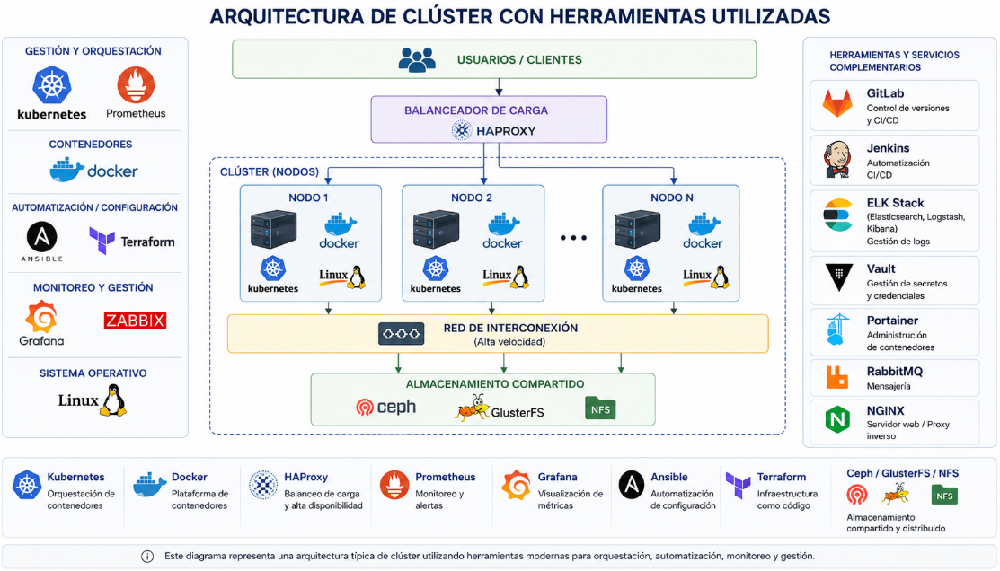 ARQUITECTURA DE CLÚSTER CON HERRAMIENTAS UTILIZADAS
GESTIÓN Y ORQUESTACIÓN
kubernetes
Prometheus
CONTENEDORES
docker
AUTOMATIZACIÓN / CONFIGURACIÓN
ANSIBLE
Terraform
MONITOREO Y GESTIÓN
Grafana
ZABBIX
SISTEMA OPERATIVO
Linux
USUARIOS / CLIENTES
BALANCEADOR DE CARGA
HAPROXY
CLÚSTER (NODOS)
NODO 1
docker
kubernetes
Linux
NODO 2
docker
kubernetes
Linux
NODO N
docker
kubernetes
Linux
RED DE INTERCONEXIÓN
(Alta velocidad)
ALMACENAMIENTO COMPARTIDO
ceph
GlusterFS
NFS
HERRAMIENTAS Y SERVICIOS
COMPLEMENTARIOS
GitLab
Control de versiones
y CI/CD
Jenkins
Automatización
CI/CD
ELK Stack
(Elasticsearch, Logstash,
Kibana)
Gestión de logs
Vault
Gestión de secretos
y credenciales
Portainer
Administrución
de contenedores
RabbitMQ
Mensajería
NGINX
Servidor web / Proxy
inverso
Kubernetes
Orquestación de
contenedores
Docker
Plataforma de
contenedores
HAProxy
Balanceo de carga
y alta disponibilidad
Prometheus
Monitoreo y
alertas
Grafana
Visualización de
métricas
Ansible
Automatización
de configuración
Terraform
Infraestructura
como código
Ceph / GlusterFS / NFS
NFS
Almacenamiento
compartido y distribuido
Este diagrama representa una arquitectura típica de clúster utilizando herramientas modernas para orquestación, automatización, monitoreo y gestión.